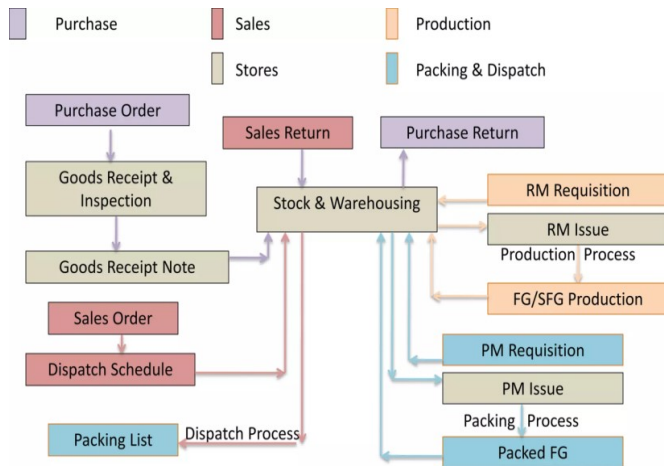 Purchase
Sales
Production
Stores
Packing & Dispatch
Purchase Order
Sales Return
Purchase Return
Goods Receipt &
Inspection
Stock & Warehousing
RM Requisition
RM Issue
Production Process
Goods Receipt Note
FG/SFG Production
Sales Order
PM Requisition
Dispatch Schedule
PM Issue
Packing Process
Packing List
Dispatch Process
Packed FG